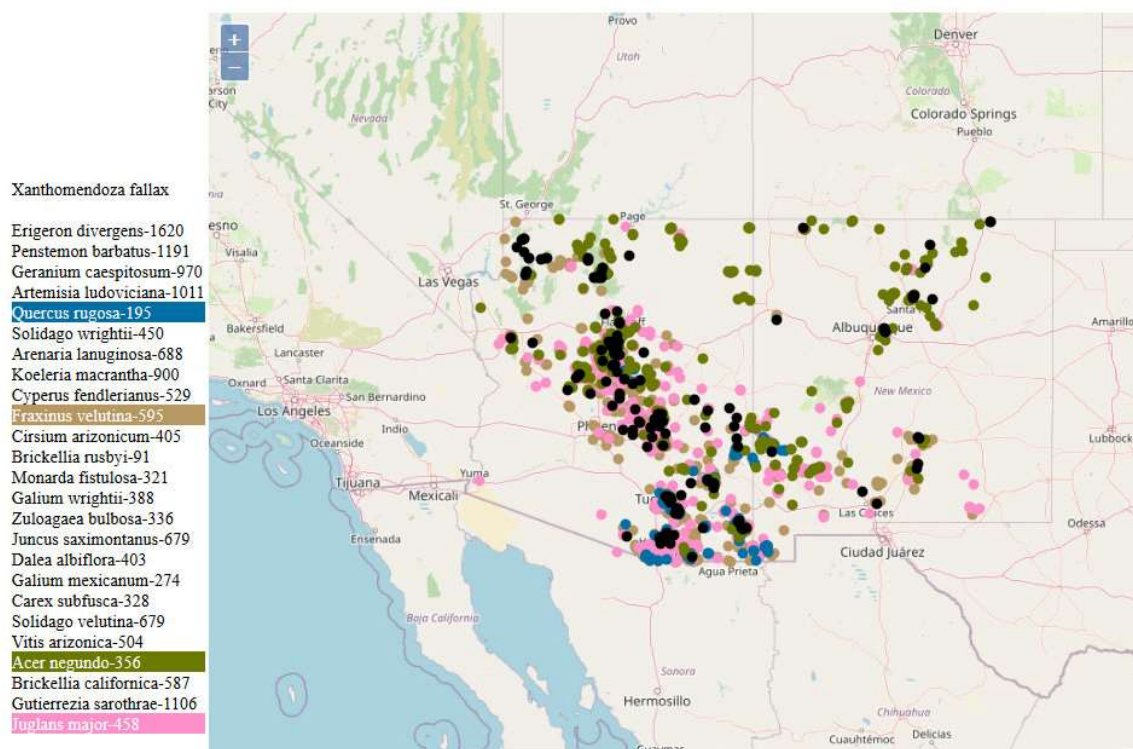 +
−
Xanthomendoza fallax
Erigeron divergens-1620
Penstemon barbatus-1191
Geranium caespitosum-970
Artemisia ludoviciana-1011
Quercus rugosa-195
Solidago wrightii-450
Arenaria lanuginosa-688
Koeleria macrantha-900
Cyperus fendlerianus-529
Fraxinus velutina-595
Cirsium arizonicum-405
Brickellia rusbyi-91
Monarda fistulosa-321
Galium wrightii-388
Zuloagaea bulbosa-336
Juncus saximontanus-679
Dalea albiflora-403
Galium mexicanum-274
Carex subfusca-328
Solidago velutina-679
Vitis arizonica-504
Acer negundo-356
Brickellia californica-587
Gutierrezia sarothrae-1106
Juglans major-458
Provo
Utah
Denver
Colorado
Colorado Springs
Pueblo
Nevada
arson
City
St. George
Page
esno
Visalia
Las Vegas
Bakersfield
Lancaster
Santa Clarita
Oxnard
San Bernardino
Los Angeles
Indio
Oceanside
Tijuana
Mexicali
Yuma
Ensenada
Albuquerque
Santa
Amarillo
New Mexico
Lubbock
Las Cruces
Odessa
Ciudad Juárez
Agua Prieta
Baja California
Sonora
Hermosillo
Chihuahua
Cuauhtémoc
Delicias
Guaymas